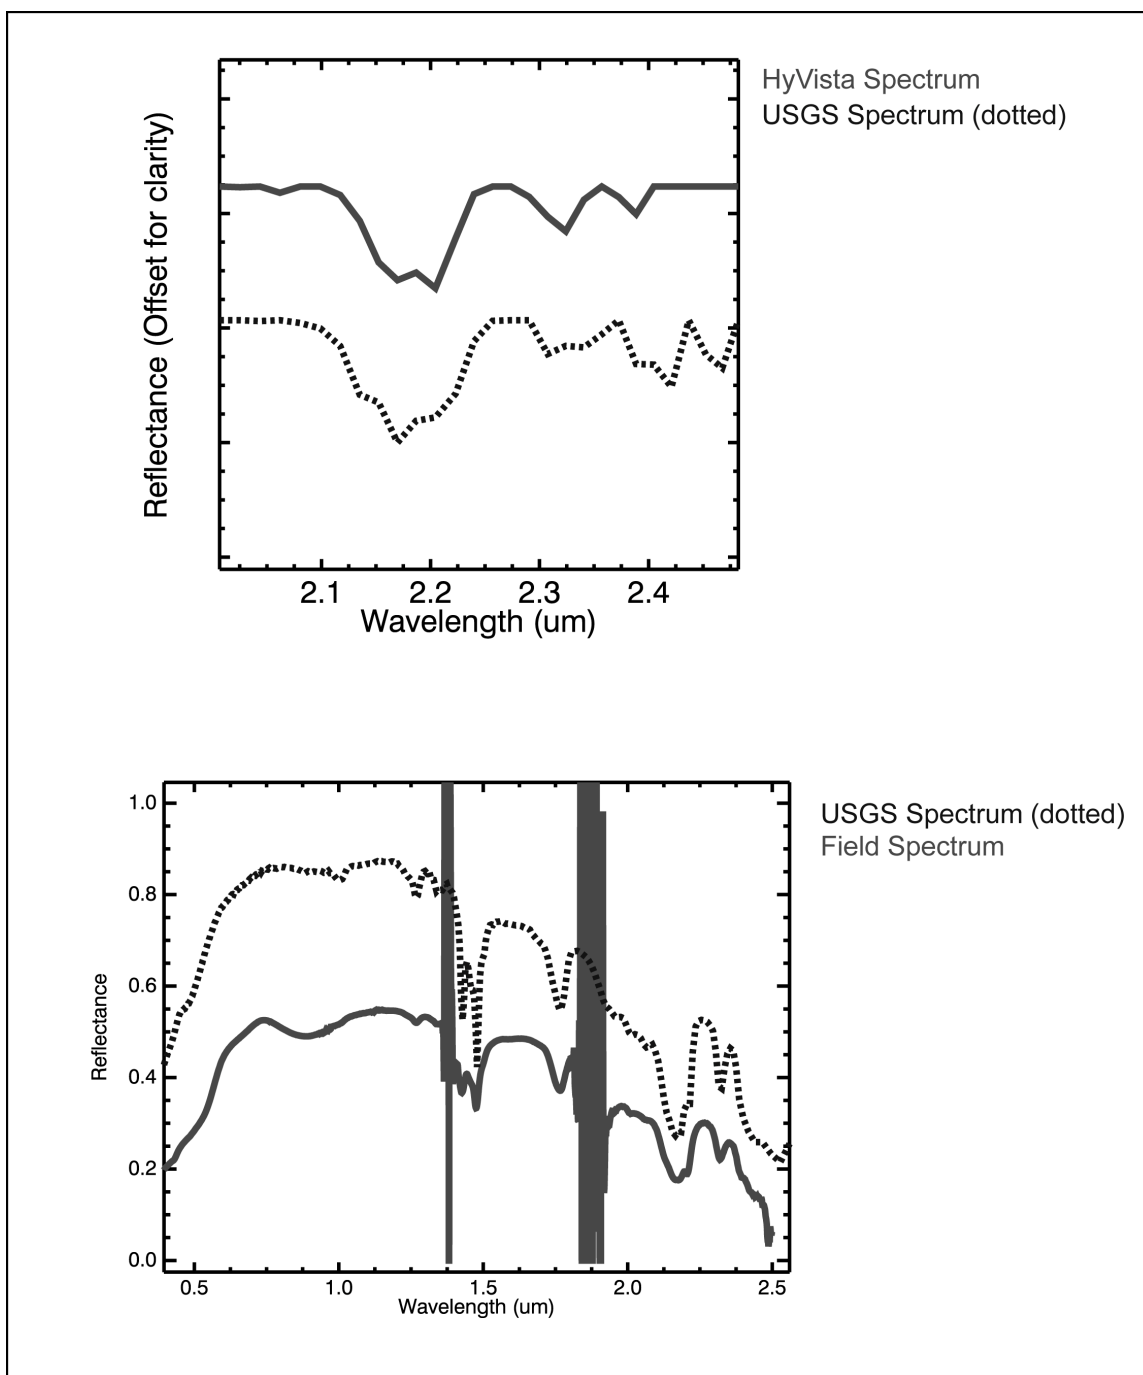 HyVista Spectrum
USGS Spectrum (dotted)
Reflectance (Offset for clarity)
2.1 2.2 2.3 2.4
Wavelength (um)
USGS Spectrum (dotted)
Field Spectrum
Reflectance
1.0
0.8
0.6
0.4
0.2
0.0
0.5 1.0 1.5 2.0 2.5
Wavelength (um)